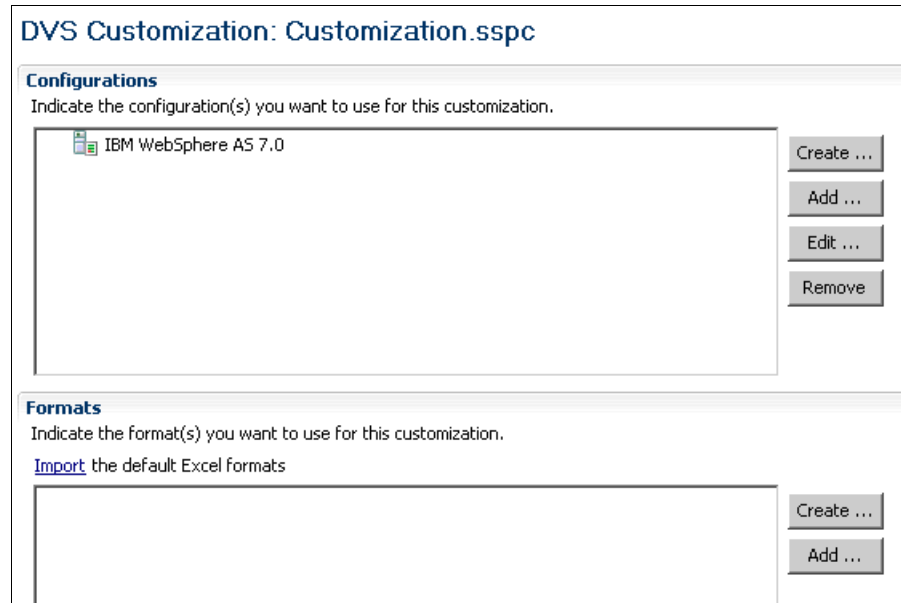 DVS Customization: Customization.sspc
Configurations
Indicate the configuration(s) you want to use for this customization.
IBM WebSphere AS 7.0
Create ...
Add ...
Edit ...
Remove
Formats
Indicate the format(s) you want to use for this customization.
Import the default Excel formats
Create ...
Add ...